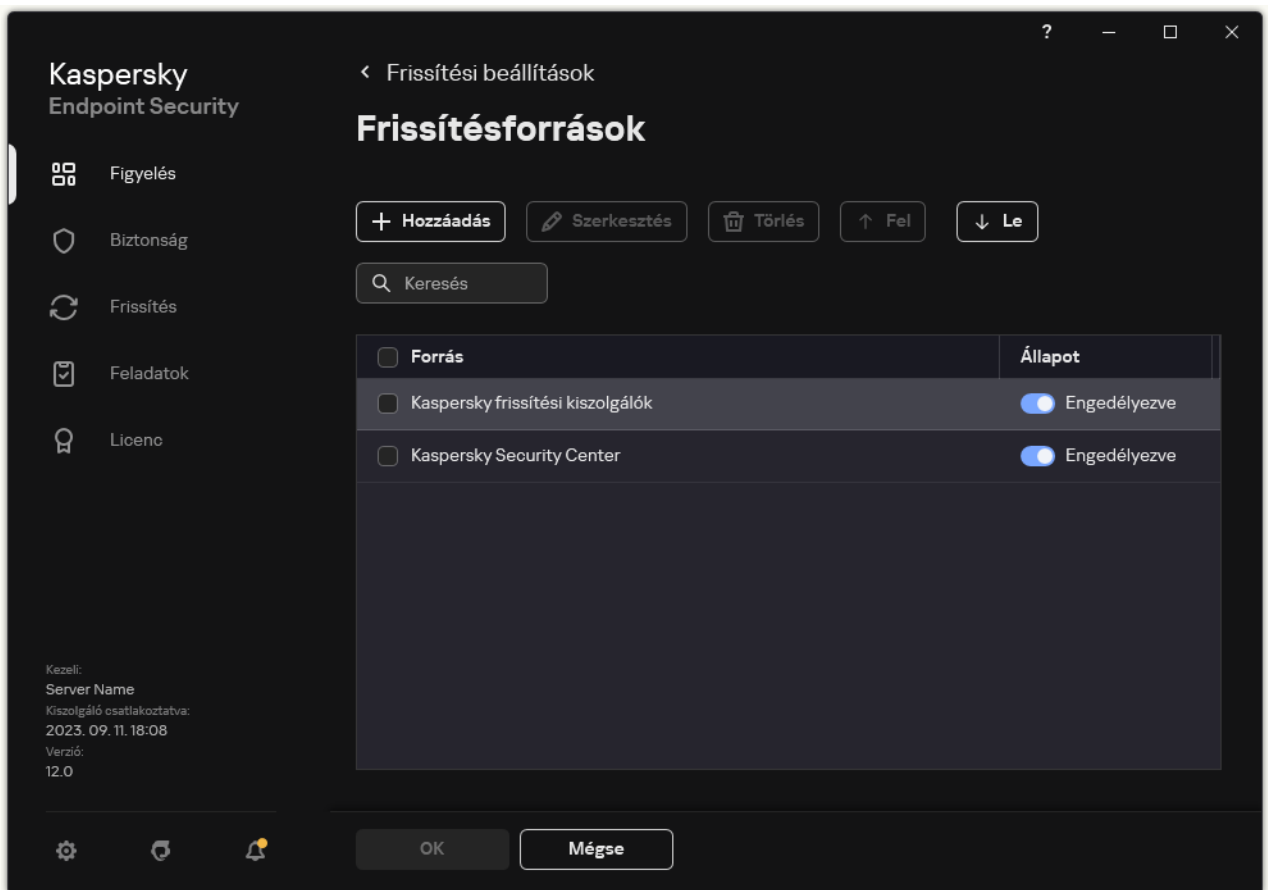 ?
Kaspersky
Endpoint Security
Figyelés
Biztonság
Frissítés
Feladatok
Licenc
Kezeli:
Server Name
Kiszolgáló csatlakoztatva:
2023. 09. 11. 18:08
Verzió:
12.0
Frissítési beállítások
Frissítésforrások
Hozzáadás Szerkesztés Törlés Fel Le
Keresés
Forrás Állapot
Kaspersky frissítési kiszolgálók Engedélyezve
Kaspersky Security Center Engedélyezve
OK Mégse